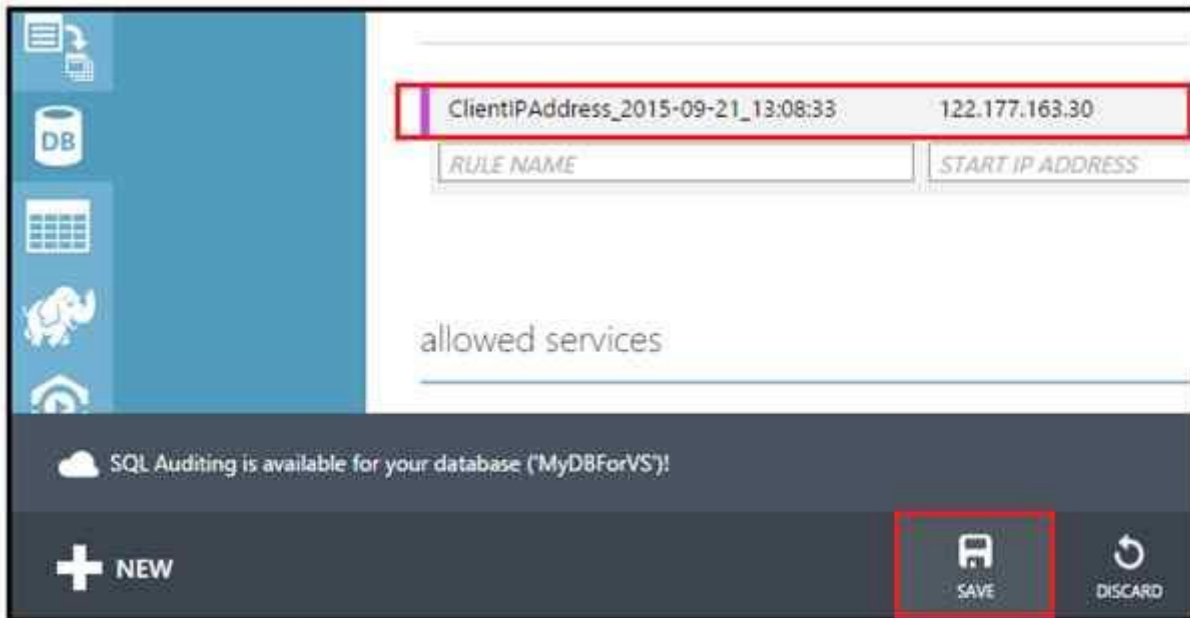 ClientIPAddress_2015-09-21_13:08:33 122.177.163.30
RULE NAME START IP ADDRESS
DB
allowed services
SQL Auditing is available for your database ('MyDBForVS')!
NEW
SAVE
DISCARD